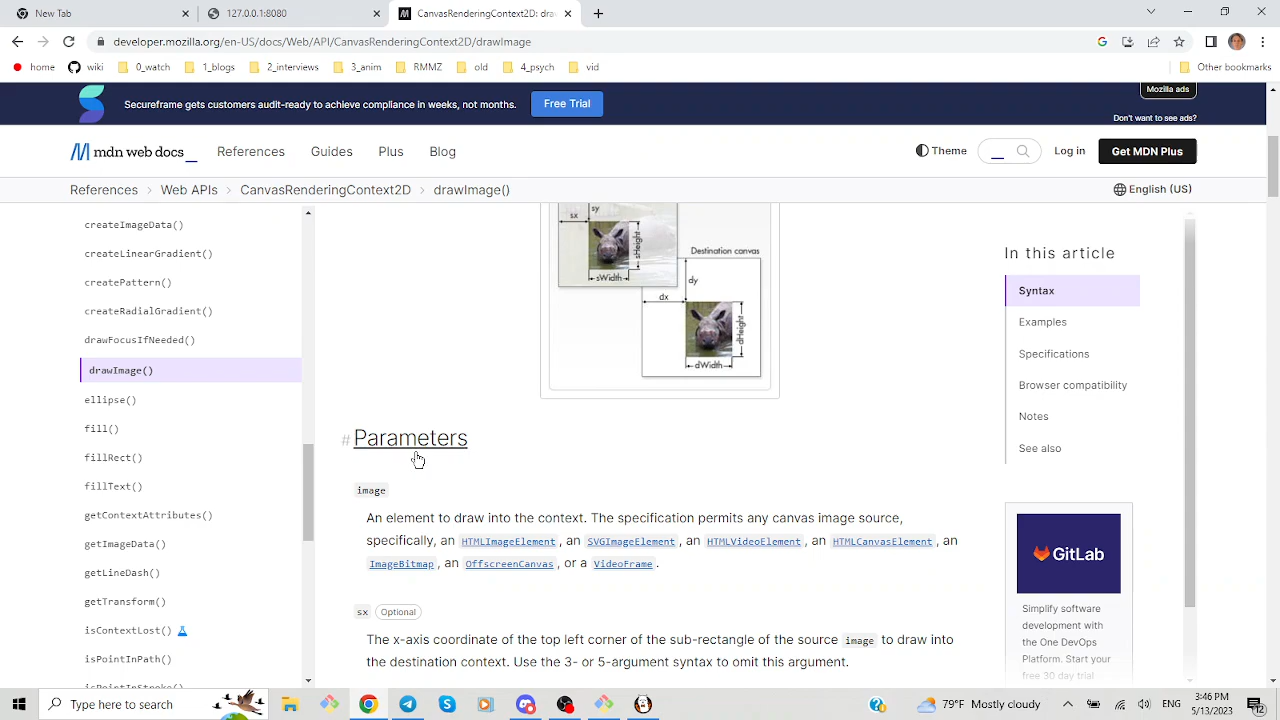 New Tab
127.0.0.1:8080
CanvasRenderingContext2D: dra
developer.mozilla.org/en-US/docs/Web/API/CanvasRenderingContext2D/drawImage
home
wiki
0_watch
1_blogs
2_interviews
3_anim
RMMZ
old
4_psych
vid
Other bookmarks
Secureframe gets customers audit-ready to achieve compliance in weeks, not months.
Free Trial
Mozilla ads
Don't want to see ads?
mdn web docs_
References
Guides
Plus
Blog
Theme
Log in
Get MDN Plus
References > Web APIs > CanvasRenderingContext2D > drawImage()
English (US)
createImageData()
createLinearGradient()
createPattern()
createRadialGradient()
drawFocusIfNeeded()
drawImage()
ellipse()
fill()
fillRect()
fillText()
getContextAttributes()
getImageData()
getLineDash()
getTransform()
isContextLost()
isPointInPath()
isPointInStroke()
sx
sy
sHeight
sWidth
Destination canvas
dx
dy
dHeight
dWidth
# Parameters
image
An element to draw into the context. The specification permits any canvas image source,
specifically, an HTMLImageElement, an SVGImageElement, an HTMLVideoElement, an HTMLCanvasElement, an
ImageBitmap, an OffscreenCanvas, or a VideoFrame.
sx Optional
The x-axis coordinate of the top left corner of the sub-rectangle of the source image to draw into
the destination context. Use the 3- or 5-argument syntax to omit this argument.
In this article
Syntax
Examples
Specifications
Browser compatibility
Notes
See also
GitLab
Simplify software
development with
the One DevOps
Platform. Start your
free 30 day trial
Type here to search
79°F Mostly cloudy
ENG
3:46 PM
5/13/2023
12